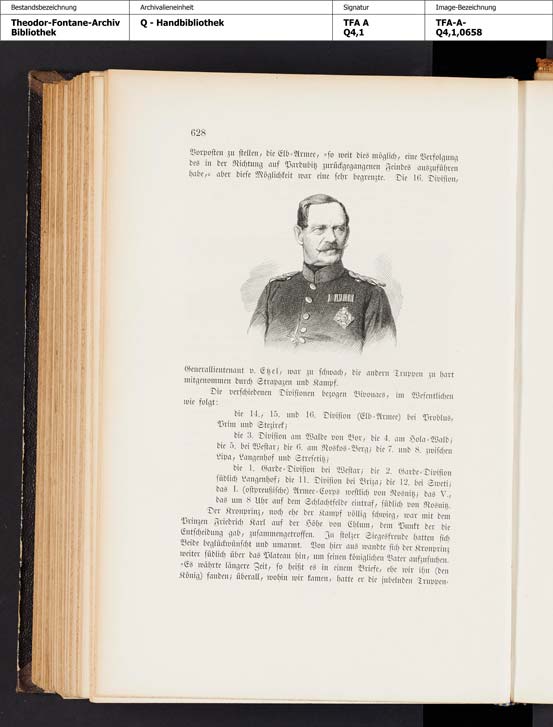 Bestandsbezeichnung
Archivalieneinheit
Signatur
Image-Bezeichnung
Theodor-Fontane-Archiv
Bibliothek
Q - Handbibliothek
TFA A
Q4,1
TFA-A-
Q4,1,0658
628
Vorposten zu stellen, die Elb-Armee, »so weit dies möglich, eine Verfolgung
des in der Richtung auf Pardubitz zurückgegangenen Feindes auszuführen
habe,« aber diese Möglichkeit war eine sehr begrenzte. Die 16. Division,
Generallieutenant v. Etzel, war zu schwach, die andern Truppen zu hart
mitgenommen durch Strapazen und Kampf.
Die verschiedenen Divisionen bezogen Bivouacs, im Wesentlichen
wie folgt:
die 14., 15. und 16. Division (Elb-Armee) bei Problus,
Prim und Stezirek;
die 3. Division am Walde von Bor, die 4. am Hola-Wald;
die 5. bei Westar; die 6. am Roskos-Berg; die 7. und 8. zwischen
Lipa, Langenhof und Streselitz;
die 1. Garde-Division bei Westar; die 2. Garde-Division
südlich Langenhof; die 11. Division bei Briza; die 12. bei Sweti;
das I. (ostpreußische) Armee-Corps westlich von Rosnitz; das V.,
das um 8 Uhr auf dem Schlachtfelde eintraf, südlich von Rosnitz.
Der Kronprinz, noch ehe der Kampf völlig schwieg, war mit dem
Prinzen Friedrich Karl auf der Höhe von Chlum, dem Punkt der die
Entscheidung gab, zusammengetroffen. In stolzer Siegesfreude hatten sich
Beide beglückwünscht und umarmt. Von hier aus wandte sich der Kronprinz
weiter südlich über das Plateau hin, um seinen königlichen Vater aufzusuchen.
»Es währte längere Zeit, so heißt es in einem Briefe, ehe wir ihn (den
König) fanden; überall, wohin wir kamen, hatte er die jubelnden Truppen-